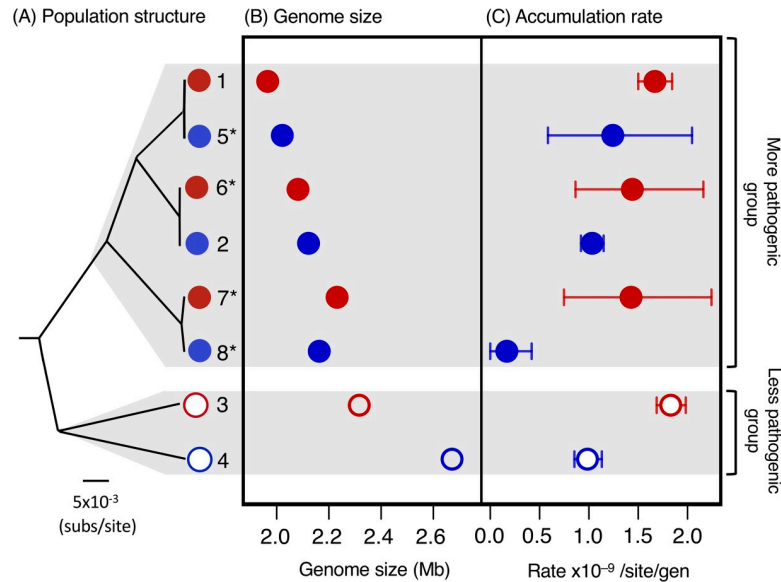 (A) Population structure
(B) Genome size
(C) Accumulation rate
1
5*
6*
2
7*
8*
3
4
More pathogenic
group
Less pathogenic
group
5x10⁻³
(subs/site)
2.0 2.2 2.4 2.6
Genome size (Mb)
0.0 0.5 1.0 1.5 2.0
Rate x10⁻⁹ /site/gen